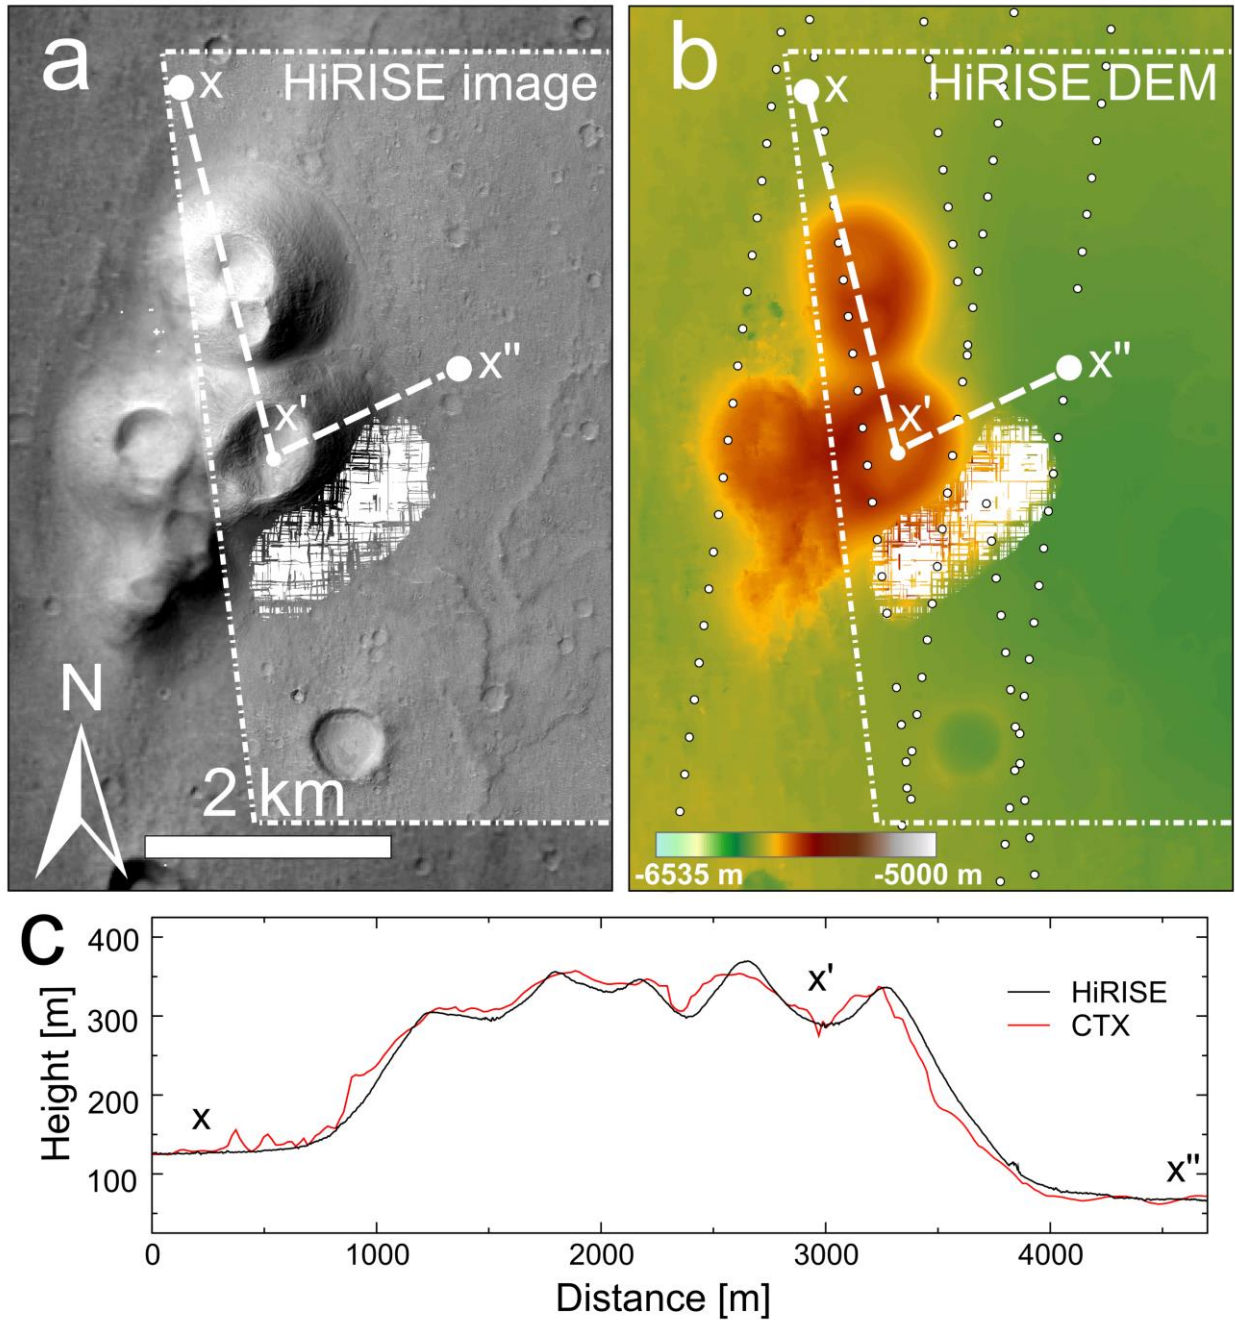 a
HiRISE image
x
x'
x"
N
2 km
b
HiRISE DEM
x
x'
x"
-6535 m
-5000 m
c
400
300
200
100
Height [m]
x
x'
x"
HiRISE
CTX
0
1000
2000
3000
4000
Distance [m]